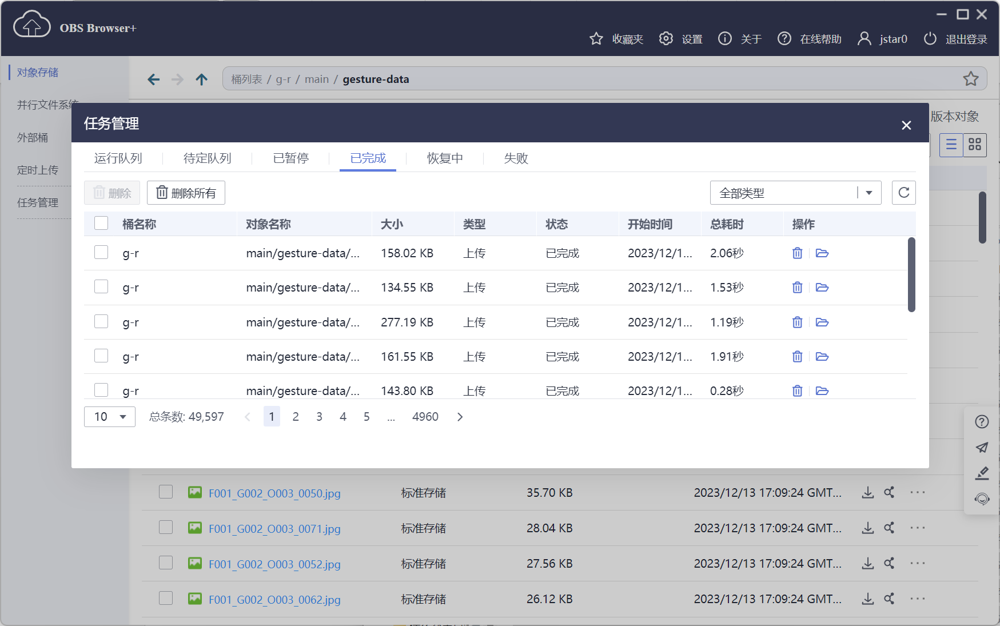 OBS Browser+
收藏夹 设置 关于 在线帮助 jstar0 退出登录
对象存储
桶列表 / g-r / main / gesture-data
并行文件系统
外部桶
定时上传
任务管理
版本对象
任务管理
运行队列 待定队列 已暂停 已完成 恢复中 失败
删除 删除所有 全部类型
桶名称 对象名称 大小 类型 状态 开始时间 总耗时 操作
g-r main/gesture-data/... 158.02 KB 上传 已完成 2023/12/1... 2.06秒
g-r main/gesture-data/... 134.55 KB 上传 已完成 2023/12/1... 1.53秒
g-r main/gesture-data/... 277.19 KB 上传 已完成 2023/12/1... 1.19秒
g-r main/gesture-data/... 161.55 KB 上传 已完成 2023/12/1... 1.91秒
g-r main/gesture-data/... 143.80 KB 上传 已完成 2023/12/1... 0.28秒
10 总条数: 49,597 1 2 3 4 5 ... 4960
F001_G002_O003_0050.jpg 标准存储 35.70 KB 2023/12/13 17:09:24 GMT...
F001_G002_O003_0071.jpg 标准存储 28.04 KB 2023/12/13 17:09:24 GMT...
F001_G002_O003_0052.jpg 标准存储 27.56 KB 2023/12/13 17:09:24 GMT...
F001_G002_O003_0062.jpg 标准存储 26.12 KB 2023/12/13 17:09:24 GMT...